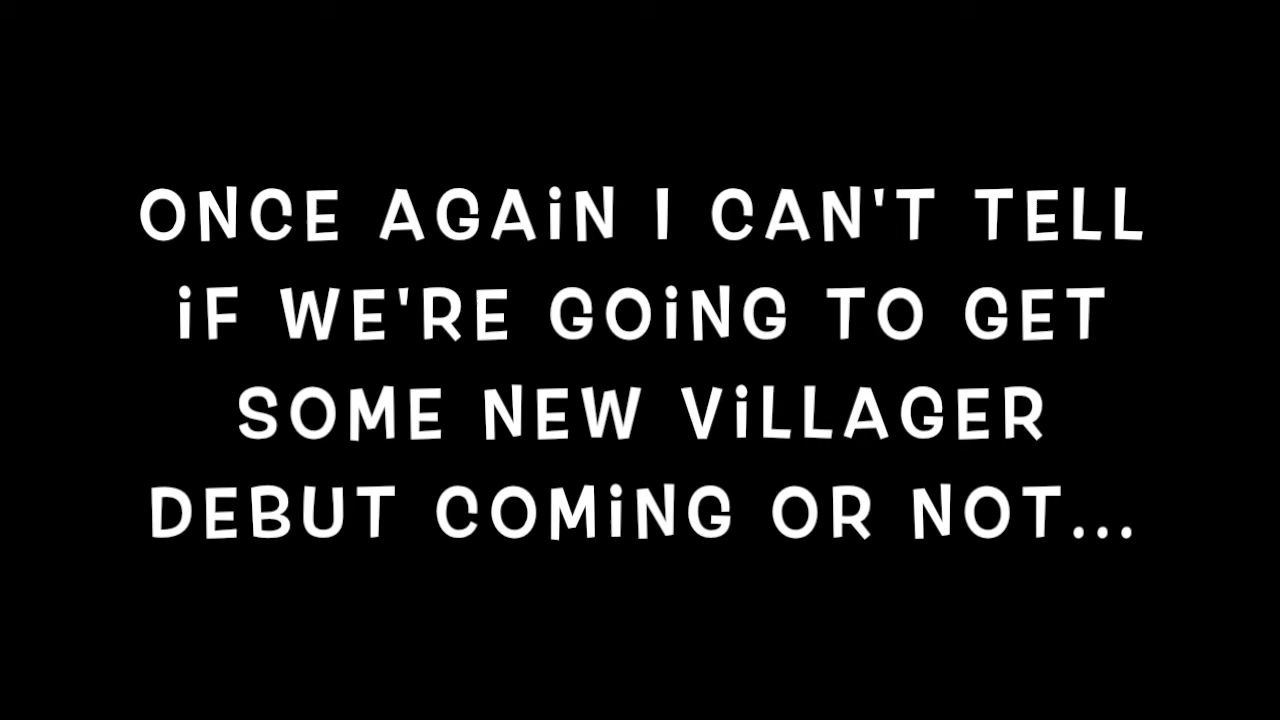 ONCE AGAiN I CAN'T TELL
iF WE'RE GOiNG TO GET
SOME NEW ViLLAGER
DEBUT COMiNG OR NOT...